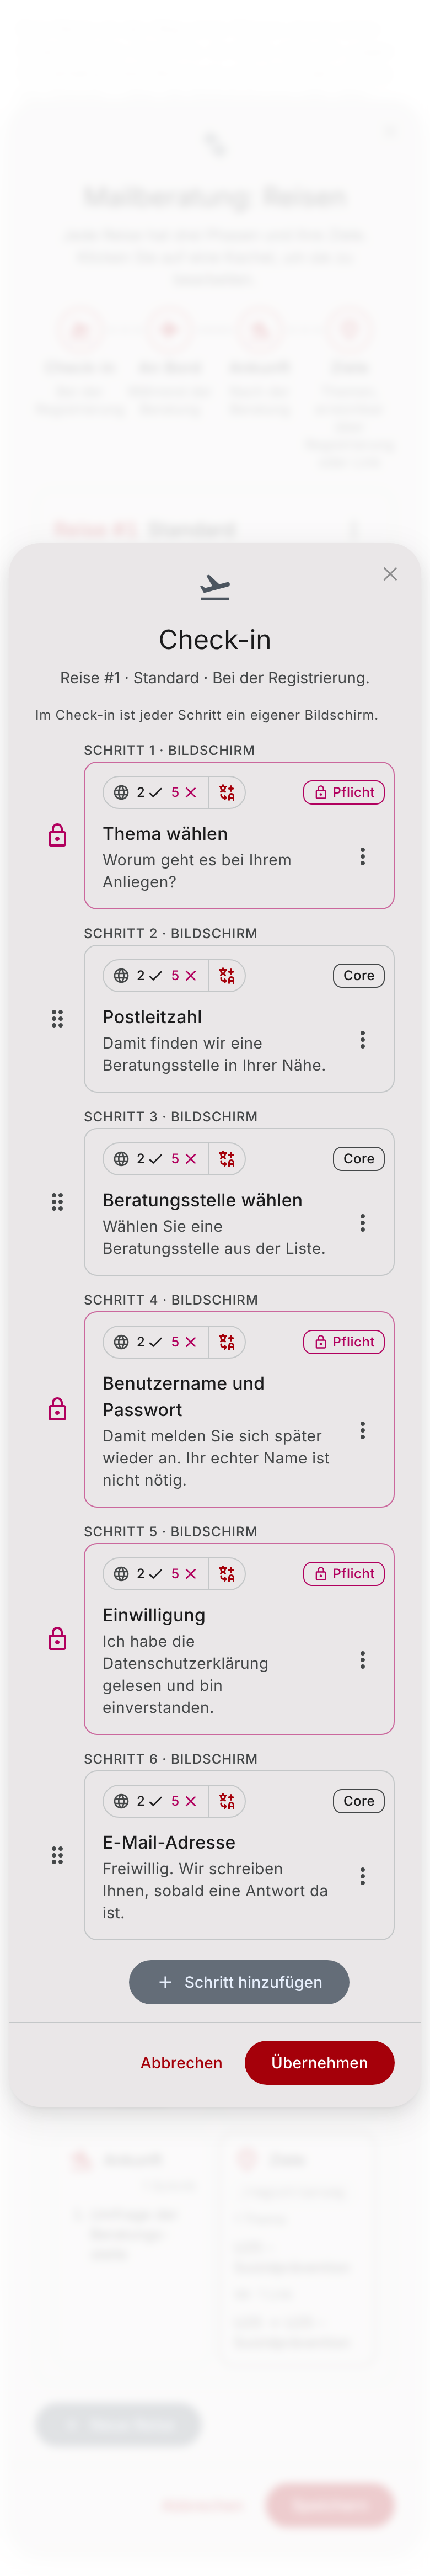 Mailberatung: Reisen
Reise #1 Standard
Check-in
Reise #1 · Standard · Bei der Registrierung.
Im Check-in ist jeder Schritt ein eigener Bildschirm.
SCHRITT 1 · BILDSCHIRM
2 5
Pflicht
Thema wählen
Worum geht es bei Ihrem
Anliegen?
SCHRITT 2 · BILDSCHIRM
2 5
Core
Postleitzahl
Damit finden wir eine
Beratungsstelle in Ihrer Nähe.
SCHRITT 3 · BILDSCHIRM
2 5
Core
Beratungsstelle wählen
Wählen Sie eine
Beratungsstelle aus der Liste.
SCHRITT 4 · BILDSCHIRM
2 5
Pflicht
Benutzername und
Passwort
Damit melden Sie sich später
wieder an. Ihr echter Name ist
nicht nötig.
SCHRITT 5 · BILDSCHIRM
2 5
Pflicht
Einwilligung
Ich habe die
Datenschutzerklärung
gelesen und bin
einverstanden.
SCHRITT 6 · BILDSCHIRM
2 5
Core
E-Mail-Adresse
Freiwillig. Wir schreiben
Ihnen, sobald eine Antwort da
ist.
Schritt hinzufügen
Abbrechen
Übernehmen